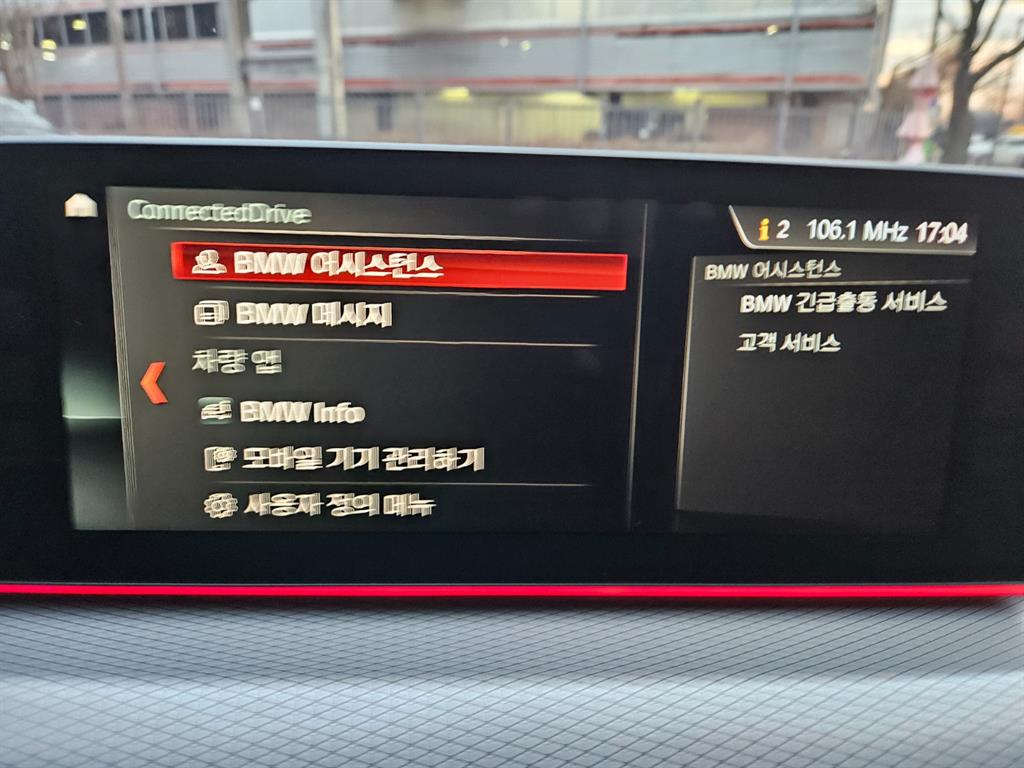 ConnectedDrive
BMW 어시스턴스
BMW 메시지
차량 앱
BMW Info
모바일 기기 관리하기
사용자 정의 메뉴
2 106.1 MHz 17:04
BMW 어시스턴스
BMW 긴급출동 서비스
고객 서비스